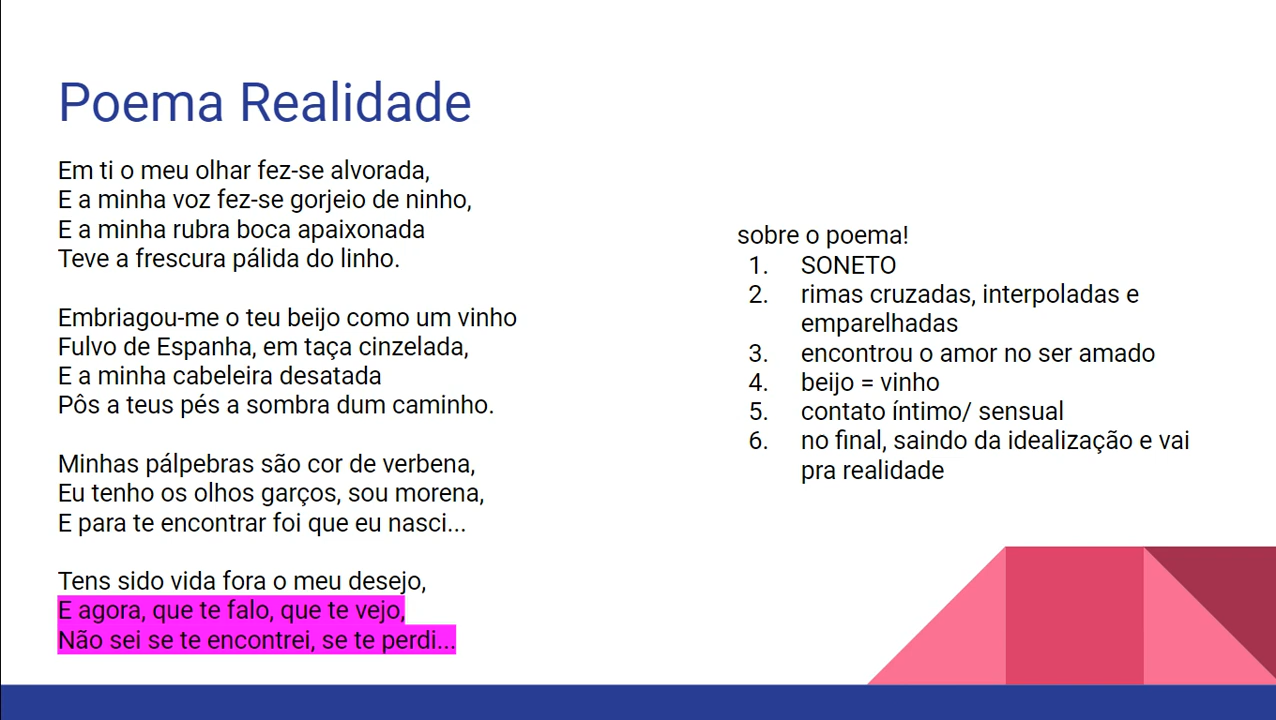 Poema Realidade
Em ti o meu olhar fez-se alvorada,
E a minha voz fez-se gorjeio de ninho,
E a minha rubra boca apaixonada
Teve a frescura pálida do linho.
Embriagou-me o teu beijo como um vinho
Fulvo de Espanha, em taça cinzelada,
E a minha cabeleira desatada
Pôs a teus pés a sombra dum caminho.
Minhas pálpebras são cor de verbena,
Eu tenho os olhos garços, sou morena,
E para te encontrar foi que eu nasci...
Tens sido vida fora o meu desejo,
E agora, que te falo, que te vejo,
Não sei se te encontrei, se te perdi...
sobre o poema!
1. SONETO
2. rimas cruzadas, interpoladas e
emparelhadas
3. encontrou o amor no ser amado
4. beijo = vinho
5. contato íntimo/ sensual
6. no final, saindo da idealização e vai
pra realidade